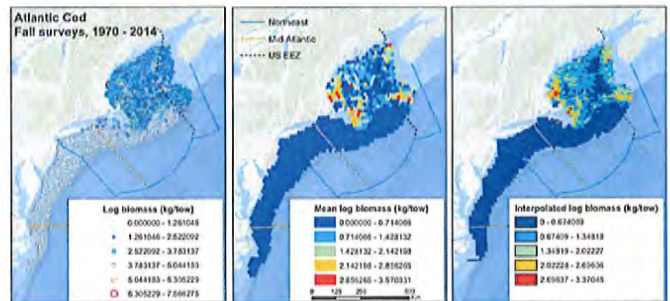 Atlantic Cod
Fall surveys, 1970 - 2014
Log biomass (kg/tow)
0.000000 - 1.261046
1.261046 - 2.522092
2.522092 - 3.783137
3.783137 - 5.044183
5.044183 - 6.305229
6.305229 - 7.566275
Northeast
Mid Atlantic
US EEZ
Mean log biomass (kg/tow)
0.000000 - 0.714066
0.714066 - 1.428132
1.428132 - 2.142198
2.142198 - 2.856265
2.856265 - 3.570331
0
125
250
Interpolated log biomass (kg/tow)
0 - 0.674089
0.67409 - 1.34818
1.34819 - 2.02227
2.02228 - 2.69636
2.69637 - 3.37045